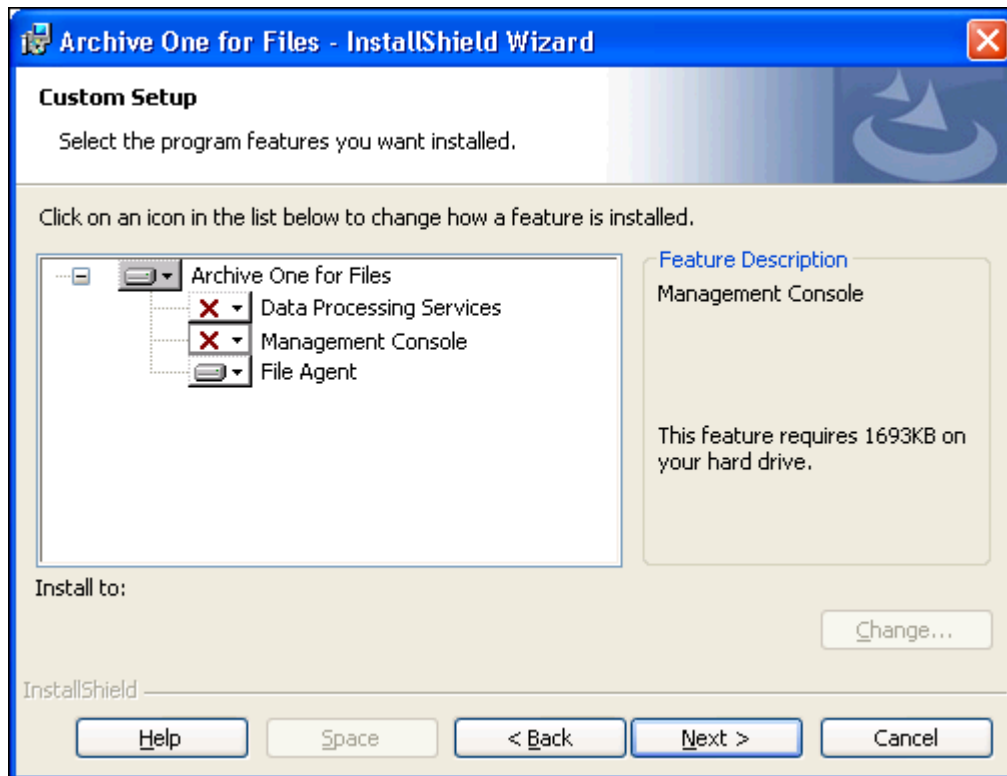 Archive One for Files - InstallShield Wizard
Custom Setup
Select the program features you want installed.
Click on an icon in the list below to change how a feature is installed.
Archive One for Files
Data Processing Services
Management Console
File Agent
Feature Description
Management Console
This feature requires 1693KB on
your hard drive.
Install to:
Change...
InstallShield
Help
Space
< Back
Next >
Cancel